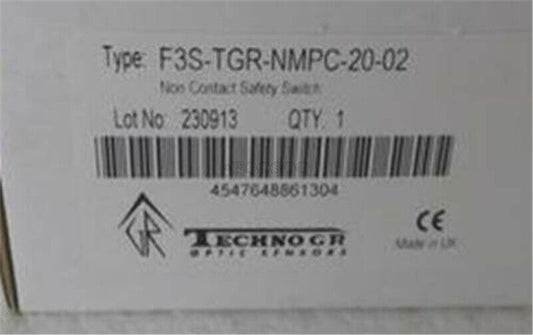 Type: F3S-TGR-NMPC-20-02
Non Contact Safety Switch
Lot No: 230913 QTY. 1
4547648861304
GR TECHNOGR
OPTIC SENSORS
CE
Made in UK